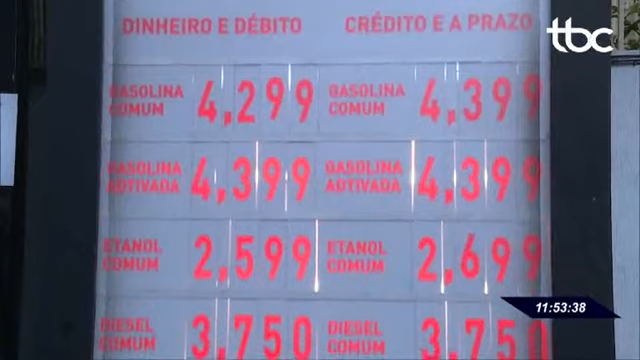 tbc
DINHEIRO E DÉBITO
CRÉDITO E A PRAZO
GASOLINA COMUM 4,299
GASOLINA COMUM 4,399
GASOLINA ADTIVADA 4,399
GASOLINA ADTIVADA 4,399
ETANOL COMUM 2,599
ETANOL COMUM 2,699
DIESEL COMUM 3,750
DIESEL COMUM 3,750
11:53:38